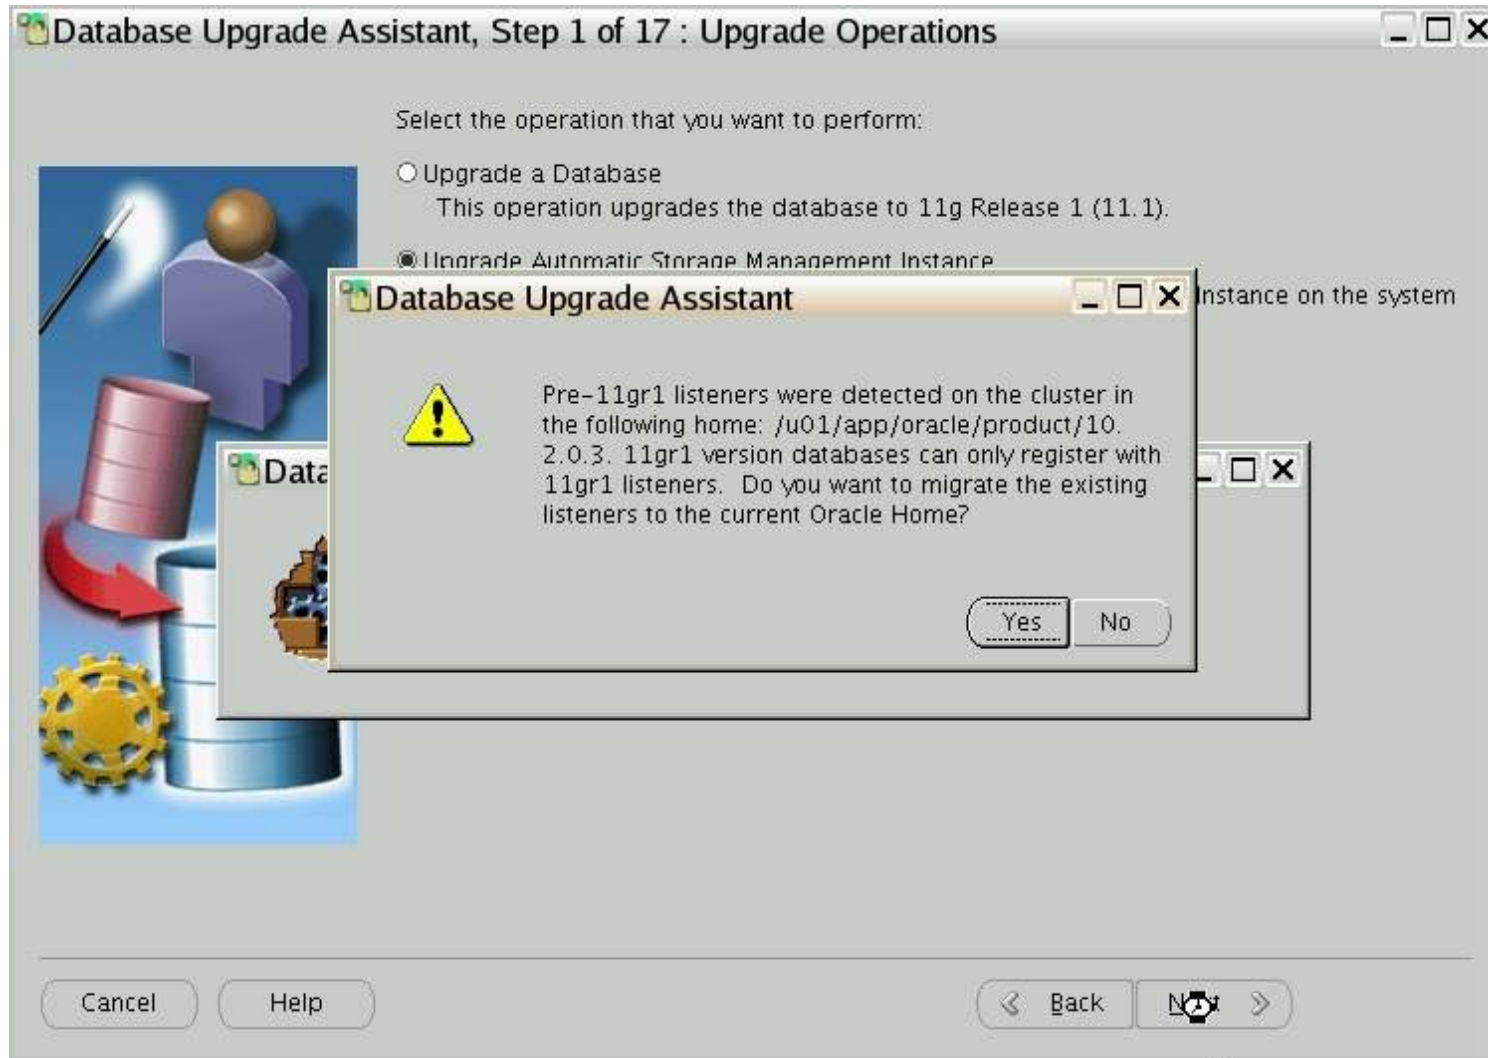 Database Upgrade Assistant, Step 1 of 17 : Upgrade Operations
Select the operation that you want to perform:
Upgrade a Database
This operation upgrades the database to 11g Release 1 (11.1).
Upgrade Automatic Storage Management Instance
Instance on the system
Database Upgrade Assistant
Pre-11gr1 listeners were detected on the cluster in
the following home: /u01/app/oracle/product/10.
2.0.3. 11gr1 version databases can only register with
11gr1 listeners. Do you want to migrate the existing
listeners to the current Oracle Home?
Data
Yes No
Cancel Help Back Next